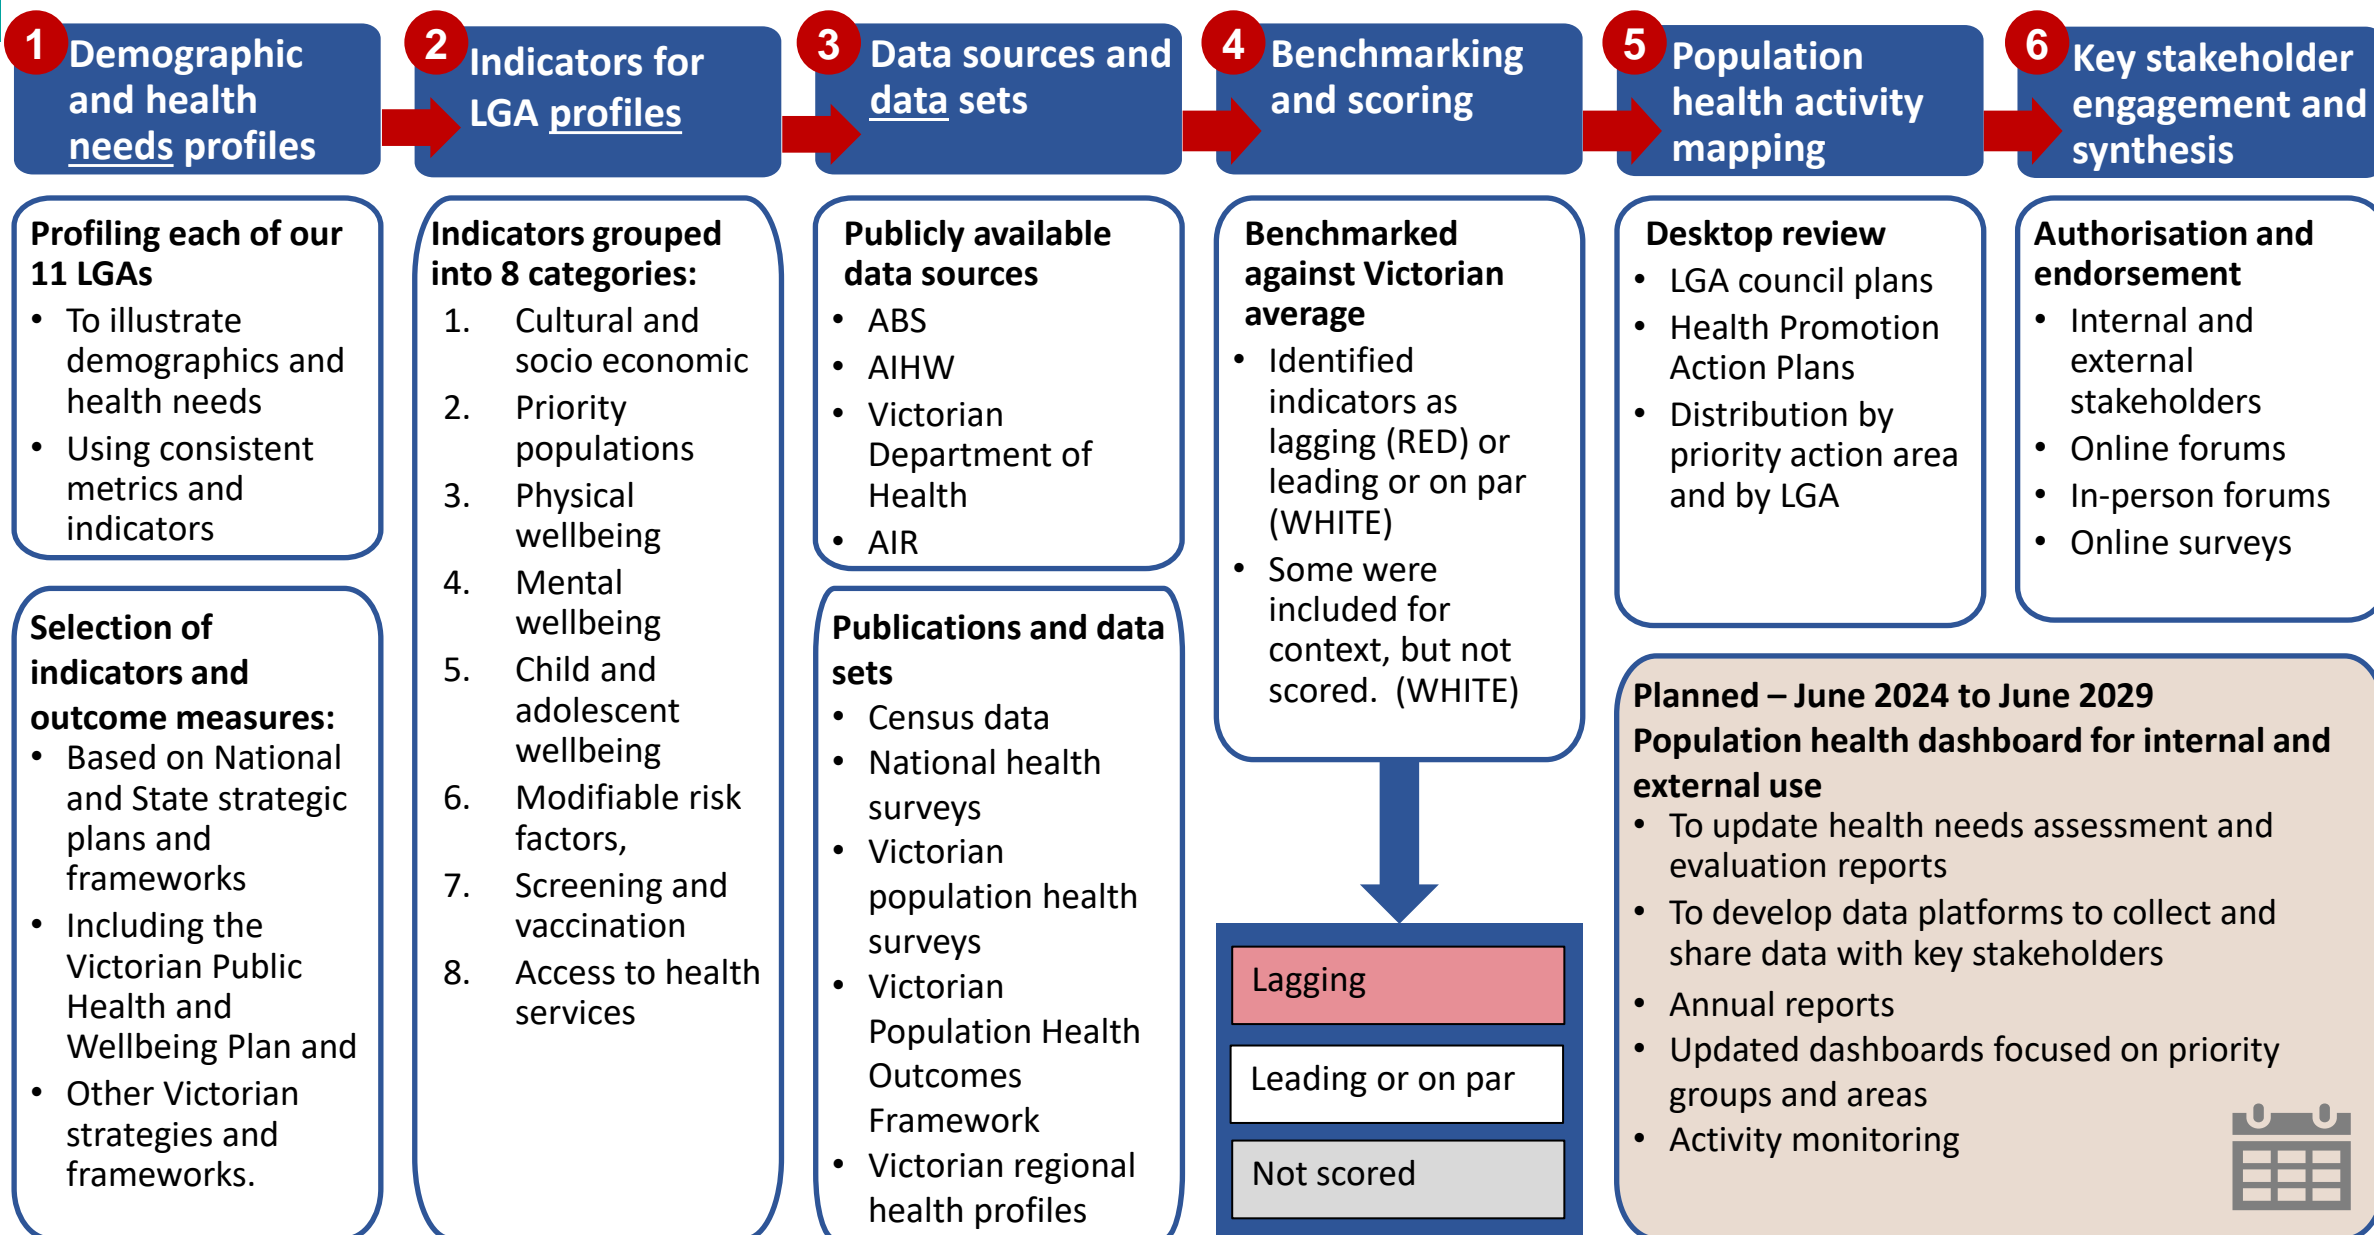 1
Demographic
and health
needs profiles
2
Indicators for
LGA profiles
3
Data sources and
data sets
4
Benchmarking
and scoring
5
Population
health activity
mapping
6
Key stakeholder
engagement and
synthesis
Profiling each of our
11 LGAs
• To illustrate
demographics and
health needs
• Using consistent
metrics and
indicators
Selection of
indicators and
outcome measures:
• Based on National
and State strategic
plans and
frameworks
• Including the
Victorian Public
Health and
Wellbeing Plan and
• Other Victorian
strategies and
frameworks.
Indicators grouped
into 8 categories:
1. Cultural and
socio economic
2. Priority
populations
3. Physical
wellbeing
4. Mental
wellbeing
5. Child and
adolescent
wellbeing
6. Modifiable risk
factors,
7. Screening and
vaccination
8. Access to health
services
Publicly available
data sources
• ABS
• AIHW
• Victorian
Department of
Health
• AIR
Publications and data
sets
• Census data
• National health
surveys
• Victorian
population health
surveys
• Victorian
Population Health
Outcomes
Framework
• Victorian regional
health profiles
Benchmarked
against Victorian
average
• Identified
indicators as
lagging (RED) or
leading or on par
(WHITE)
• Some were
included for
context, but not
scored. (WHITE)
Lagging
Leading or on par
Not scored
Desktop review
• LGA council plans
• Health Promotion
Action Plans
• Distribution by
priority action area
and by LGA
Authorisation and
endorsement
• Internal and
external
stakeholders
• Online forums
• In-person forums
• Online surveys
Planned – June 2024 to June 2029
Population health dashboard for internal and
external use
• To update health needs assessment and
evaluation reports
• To develop data platforms to collect and
share data with key stakeholders
• Annual reports
• Updated dashboards focused on priority
groups and areas
• Activity monitoring